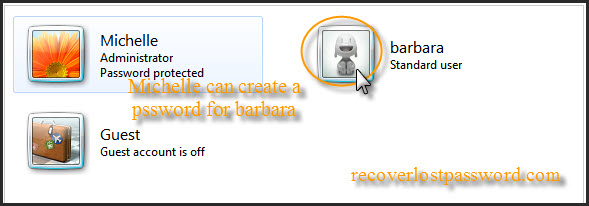 Michelle
Administrator
Password protected
barbara
Standard user
Michelle can create a
pssword for barbara
Guest
Guest account is off
recoverlostpassword.com